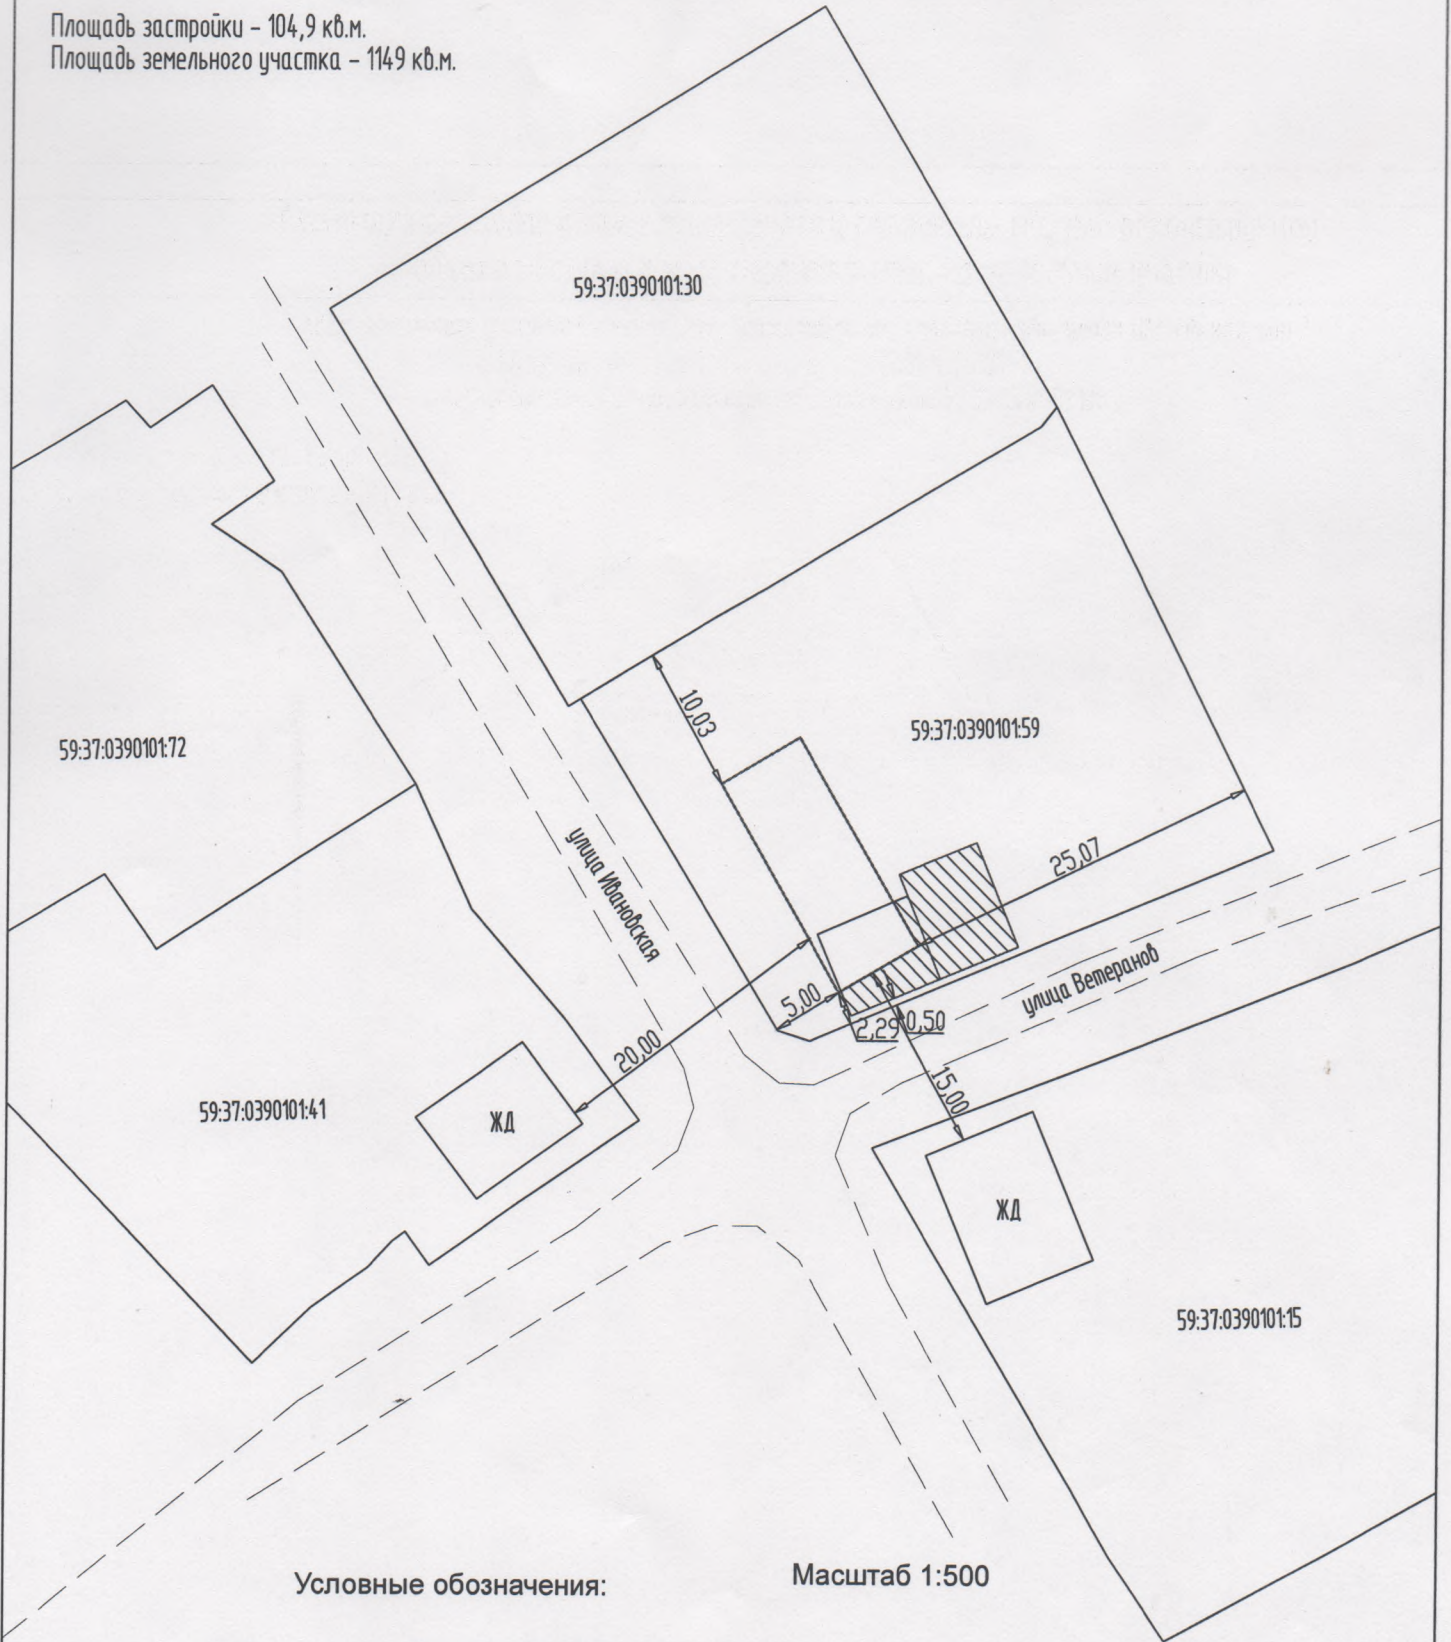 Площадь застройки – 104,9 кв.м.
Площадь земельного участка – 1149 кв.м.
59:37:0390101:30
10,03
59:37:0390101:59
59:37:0390101:72
25,07
улица Ивановская
улица Ветеранов
5,00
2,29
0,50
20,00
15,00
59:37:0390101:41
ЖД
ЖД
59:37:0390101:15
Условные обозначения:
Масштаб 1:500